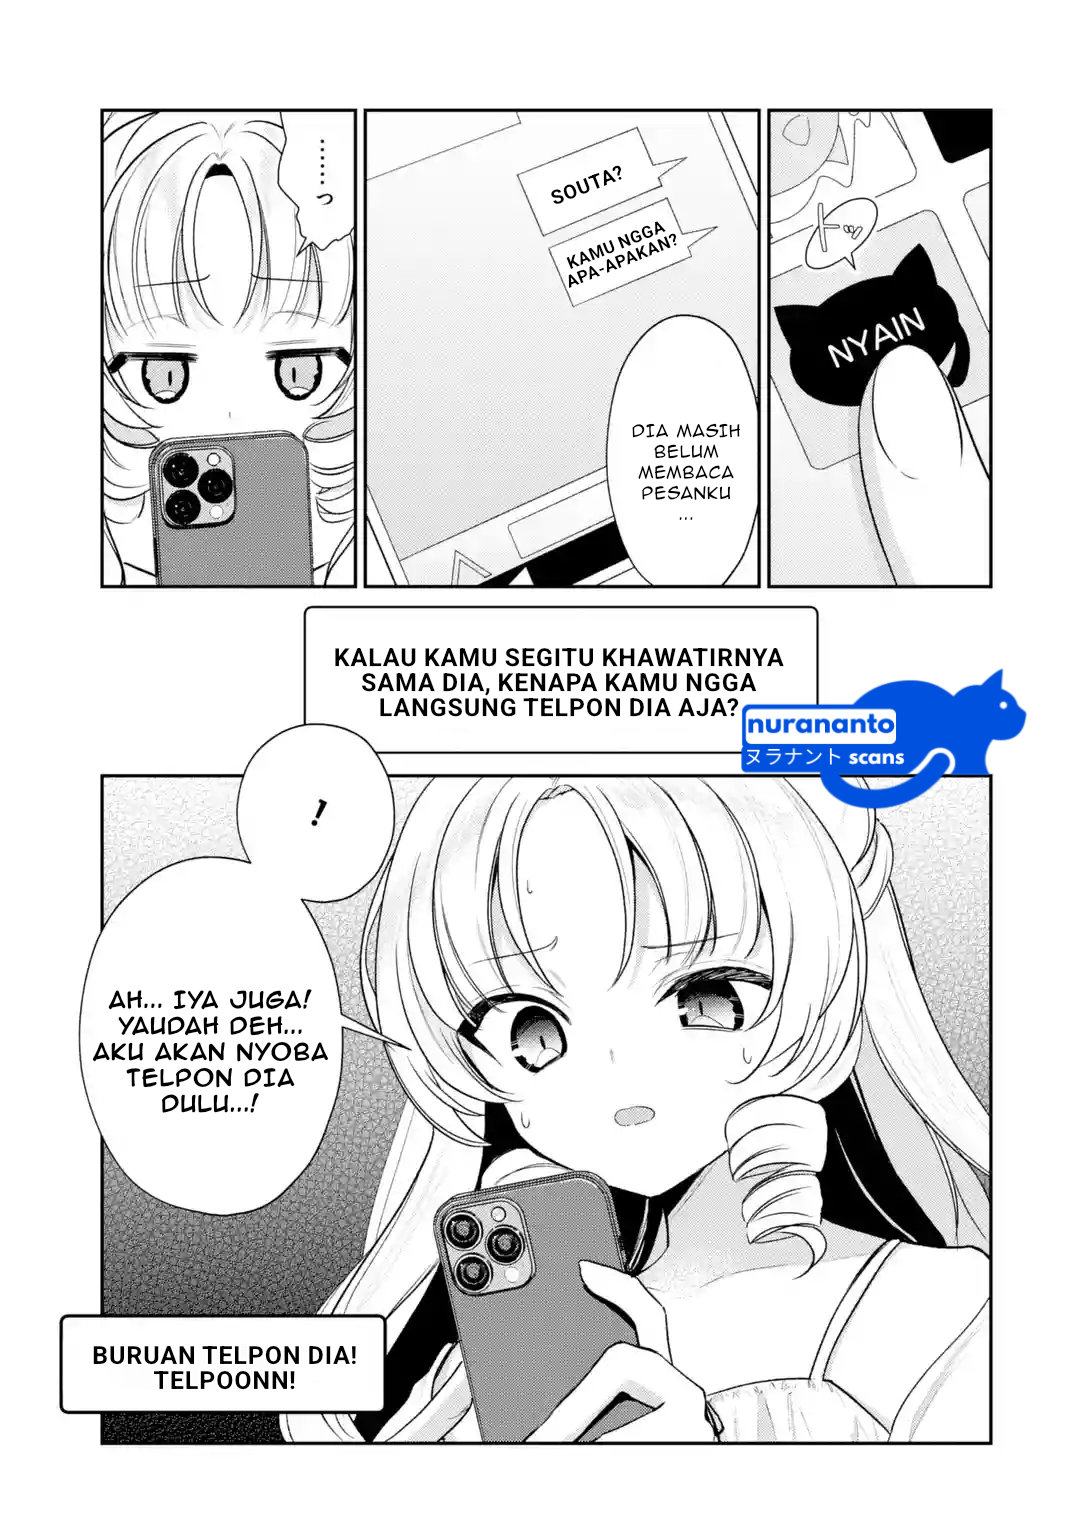 トッ
NYAIN
SOUTA?
KAMU NGGA
APA-APAKAN?
DIA MASIH
BELUM
MEMBACA
PESANKU
...
……っ
KALAU KAMU SEGITU KHAWATIRNYA
SAMA DIA, KENAPA KAMU NGGA
LANGSUNG TELPON DIA AJA?
nurananto
ヌラナント scans
!
AH... IYA JUGA!
YAUDAH DEH...
AKU AKAN NYOBA
TELPON DIA
DULU...!
BURUAN TELPON DIA!
TELPOONN!